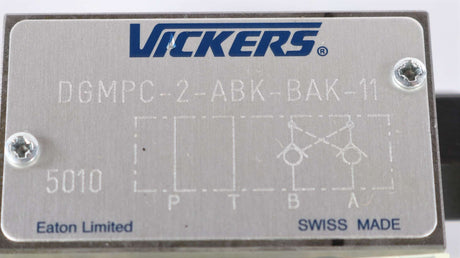 VICKERS®
DGMPC-2-ABK-BAK-11
5010
P T B A
Eaton Limited SWISS MADE